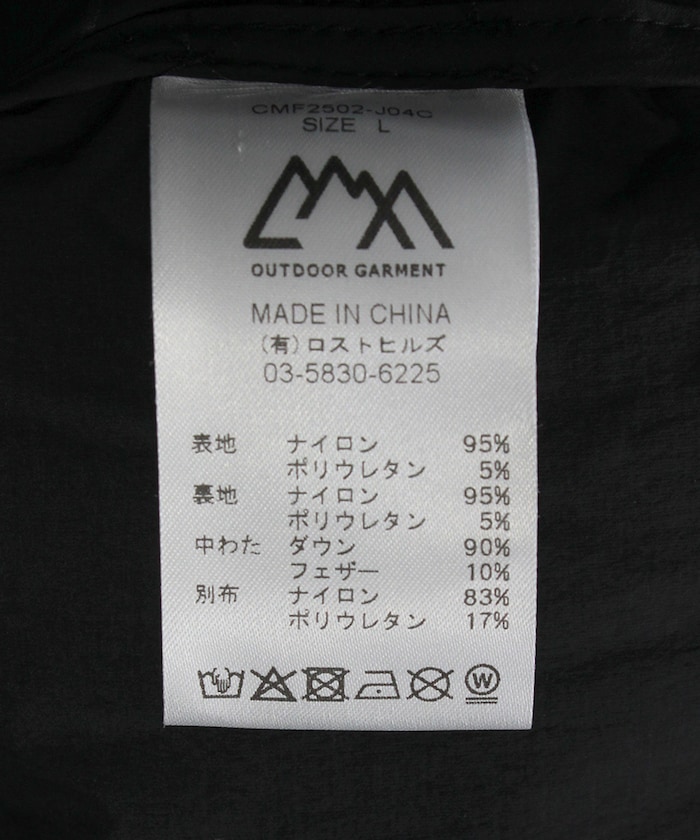 CMF2502-J04C
SIZE L
OUTDOOR GARMENT
MADE IN CHINA
(有)ロストヒルズ
03-5830-6225
表地 ナイロン 95%
ポリウレタン 5%
裏地 ナイロン 95%
ポリウレタン 5%
中わた ダウン 90%
フェザー 10%
別布 ナイロン 83%
ポリウレタン 17%
W